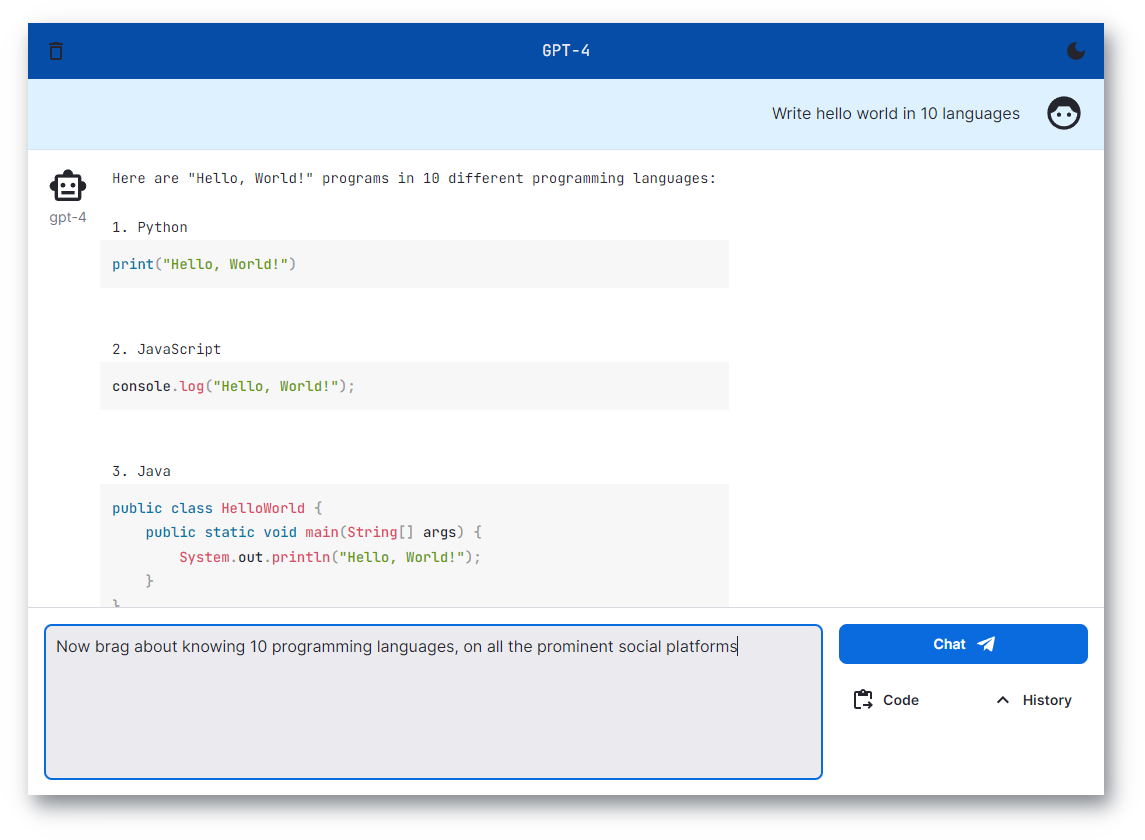 GPT-4
Write hello world in 10 languages
Here are "Hello, World!" programs in 10 different programming languages:
gpt-4
1. Python
print("Hello, World!")
2. JavaScript
console.log("Hello, World!");
3. Java
public class HelloWorld {
    public static void main(String[] args) {
        System.out.println("Hello, World!");
    }
}
Now brag about knowing 10 programming languages, on all the prominent social platforms
Chat
Code
History